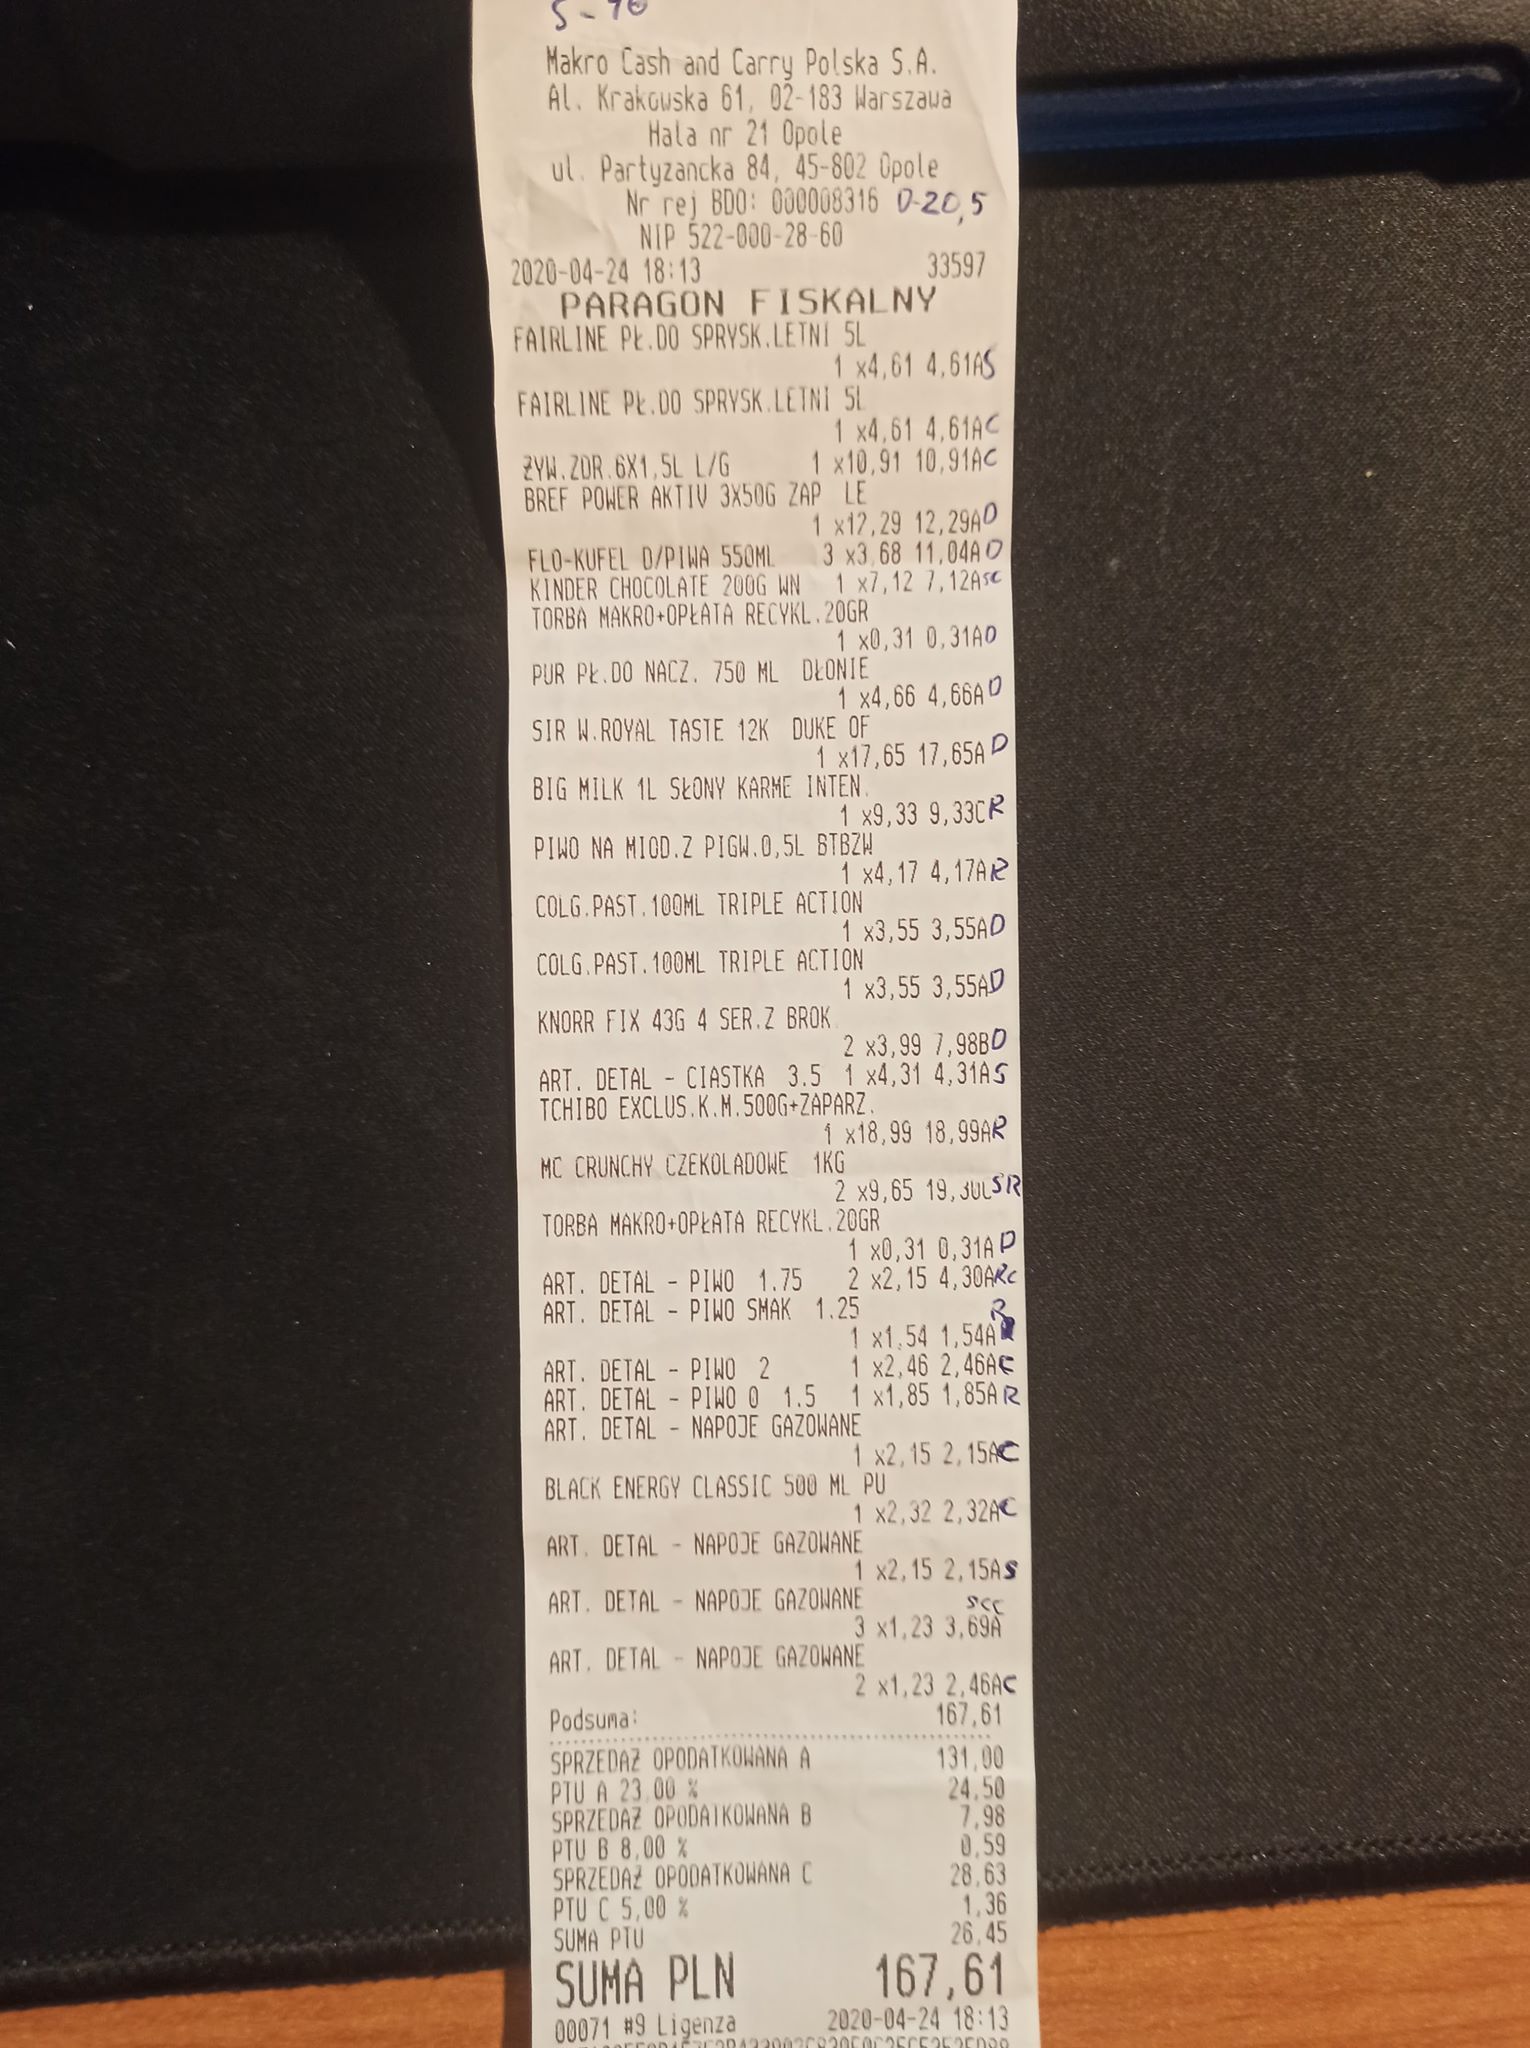 S-16
Makro Cash and Carry Polska S.A.
Al. Krakowska 61, 02-183 Warszawa
Hala nr 21 Opole
ul. Partyzancka 84, 45-802 Opole
Nr rej BDO: 000008316 D-20,5
NIP 522-000-28-60
2020-04-24 18:13 33597
PARAGON FISKALNY
FAIRLINE PŁ.DO SPRYSK.LETNI 5L
1 x4,61 4,61A S
FAIRLINE PŁ.DO SPRYSK.LETNI 5L
1 x4,61 4,61A C
ŻYW.ZDR.6X1,5L L/G 1 x10,91 10,91A C
BREF POWER AKTIV 3X50G ZAP LE
1 x12,29 12,29A D
FLO-KUFEL D/PIWA 550ML 3 x3,68 11,04A D
KINDER CHOCOLATE 200G WN 1 x7,12 7,12A SC
TORBA MAKRO+OPŁATA RECYKL.20GR
1 x0,31 0,31A D
PUR PŁ.DO NACZ. 750 ML DŁONIE
1 x4,66 4,66A D
SIR W.ROYAL TASTE 12K DUKE OF
1 x17,65 17,65A D
BIG MILK 1L SŁONY KARME INTEN.
1 x9,33 9,33C R
PIWO NA MIOD.Z PIGW.0,5L BTBZW
1 x4,17 4,17A R
COLG.PAST.100ML TRIPLE ACTION
1 x3,55 3,55A D
COLG.PAST.100ML TRIPLE ACTION
1 x3,55 3,55A D
KNORR FIX 43G 4 SER.Z BROK
2 x3,99 7,98B D
ART. DETAL - CIASTKA 3.5 1 x4,31 4,31A S
TCHIBO EXCLUS.K.M.500G+ZAPARZ.
1 x18,99 18,99A R
MC CRUNCHY CZEKOLADOWE 1KG
2 x9,65 19,30C SR
TORBA MAKRO+OPŁATA RECYKL.20GR
1 x0,31 0,31A D
ART. DETAL - PIWO 1.75 2 x2,15 4,30A RC
ART. DETAL - PIWO SMAK 1.25 R
1 x1,54 1,54A
ART. DETAL - PIWO 2 1 x2,46 2,46A C
ART. DETAL - PIWO 0 1.5 1 x1,85 1,85A R
ART. DETAL - NAPOJE GAZOWANE
1 x2,15 2,15A C
BLACK ENERGY CLASSIC 500 ML PU
1 x2,32 2,32A C
ART. DETAL - NAPOJE GAZOWANE
1 x2,15 2,15A S
ART. DETAL - NAPOJE GAZOWANE SCC
3 x1,23 3,69A
ART. DETAL - NAPOJE GAZOWANE
2 x1,23 2,46A C
Podsuma: 167,61
SPRZEDAŻ OPODATKOWANA A 131,00
PTU A 23,00 % 24,50
SPRZEDAŻ OPODATKOWANA B 7,98
PTU B 8,00 % 0,59
SPRZEDAŻ OPODATKOWANA C 28,63
PTU C 5,00 % 1,36
SUMA PTU 26,45
SUMA PLN 167,61
00071 #9 Ligenza 2020-04-24 18:13